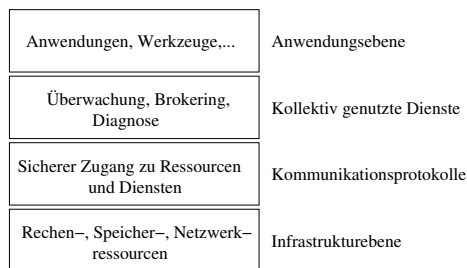 Anwendungen, Werkzeuge,...
Anwendungsebene
Überwachung, Brokering,
Diagnose
Kollektiv genutzte Dienste
Sicherer Zugang zu Ressourcen
und Diensten
Kommunikationsprotokolle
Rechen−, Speicher−, Netzwerk−
ressourcen
Infrastrukturebene